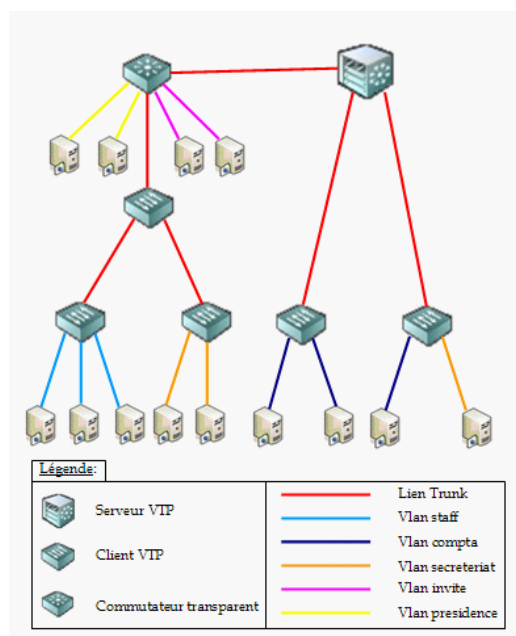 Légende:
Serveur VTP
Client VTP
Commutateur transparent
Lien Trunk
Vlan staff
Vlan compta
Vlan secreteriat
Vlan invite
Vlan presidence